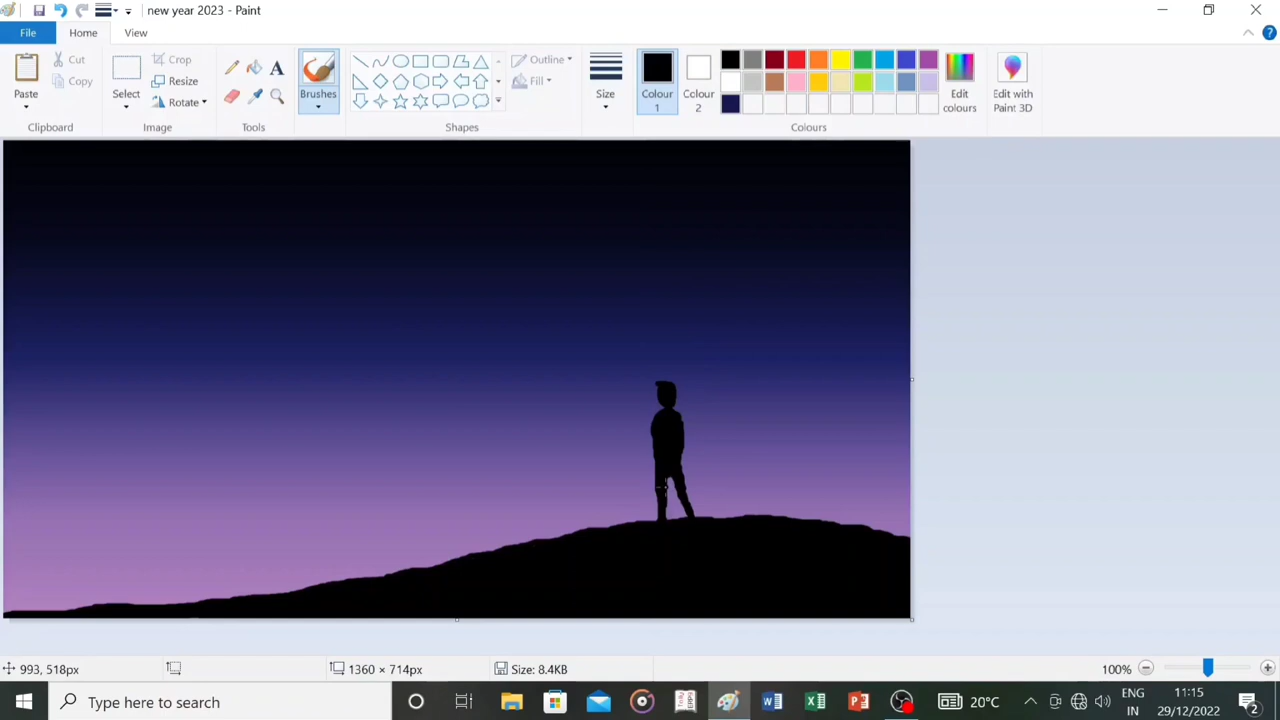 new year 2023 - Paint
File Home View
Paste Cut Copy
Clipboard
Select Crop Resize Rotate
Image
Tools
Brushes
Outline Fill
Shapes
Size
Colour 1
Colour 2
Edit colours
Colours
Edit with Paint 3D
993, 518px
1360 × 714px
Size: 8.4KB
100%
Type here to search
20°C
ENG
IN
11:15
29/12/2022
2